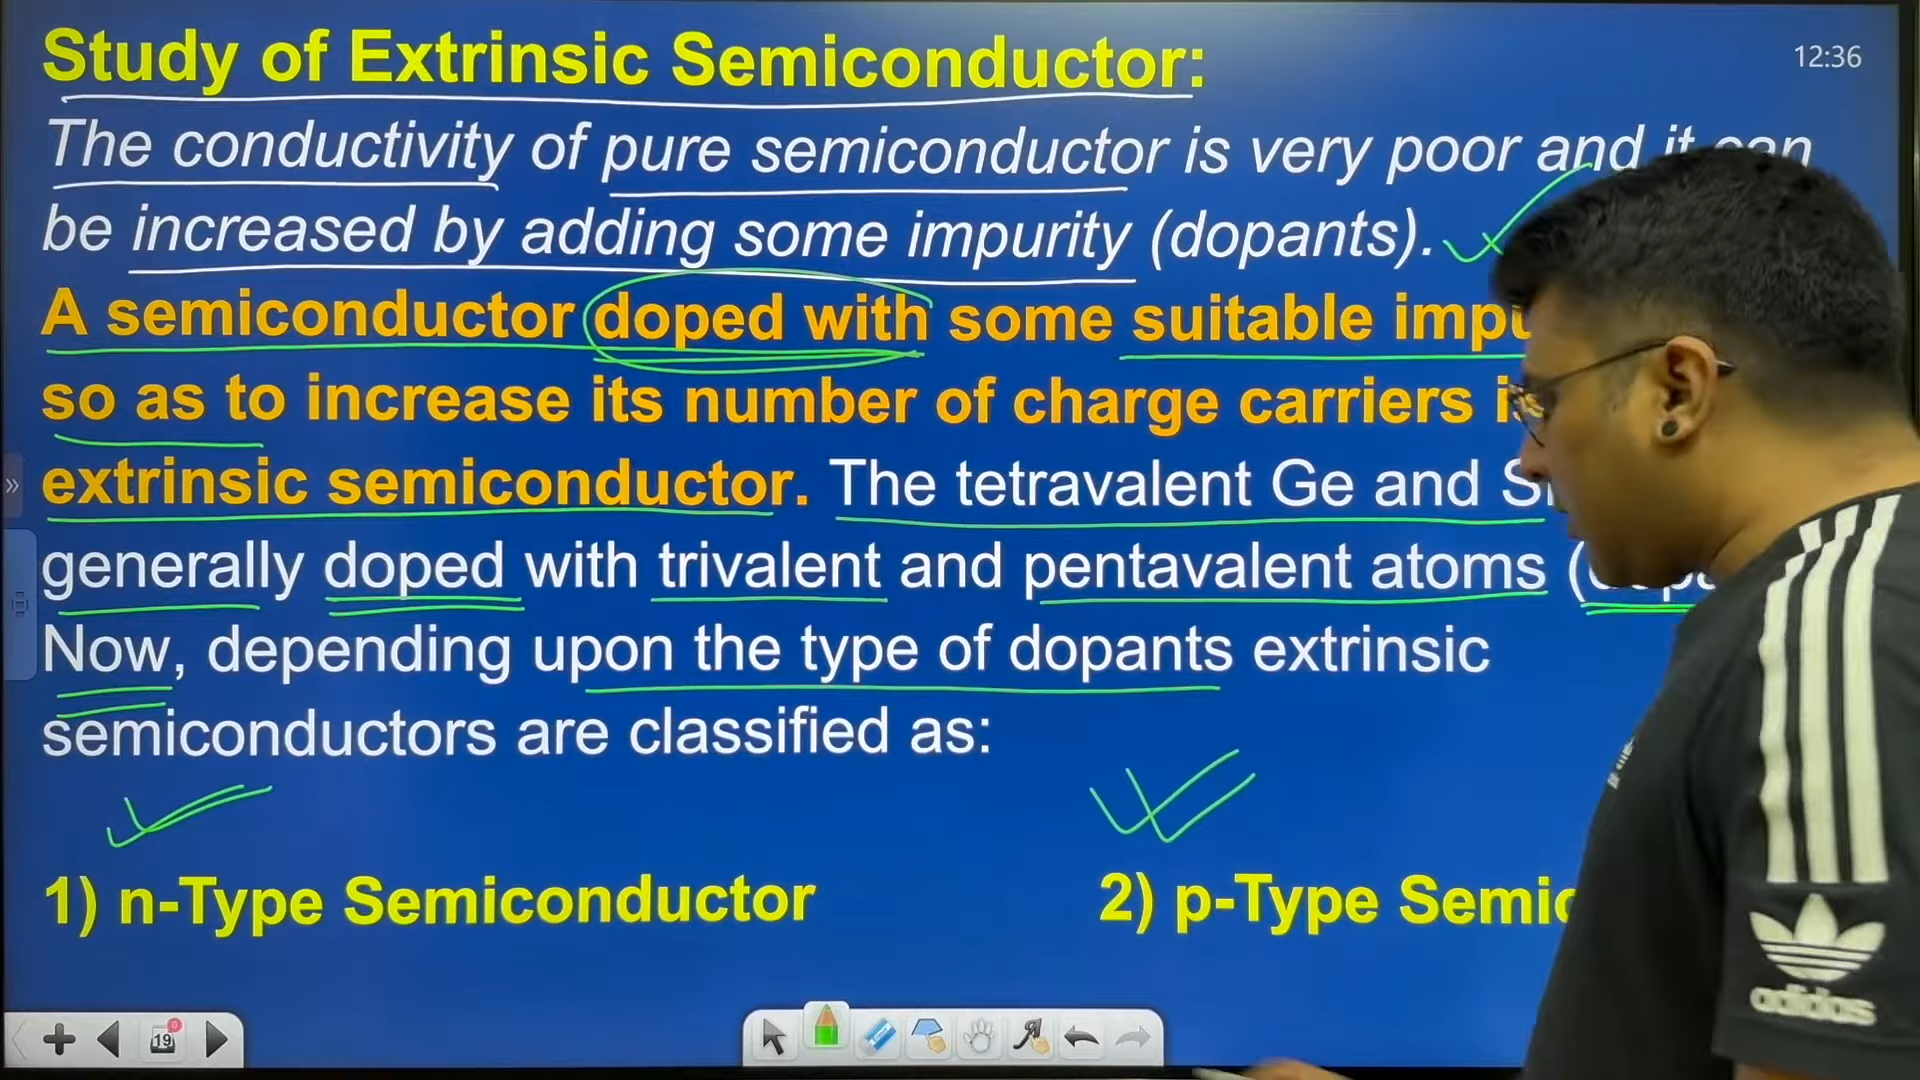 Study of Extrinsic Semiconductor:
12:36
The conductivity of pure semiconductor is very poor and it can
be increased by adding some impurity (dopants).
A semiconductor doped with some suitable
so as to increase its number of charge carriers
extrinsic semiconductor. The tetravalent Ge and
generally doped with trivalent and pentavalent atoms
Now, depending upon the type of dopants extrinsic
semiconductors are classified as:
1) n-Type Semiconductor
2) p-Type
19
0
adidas